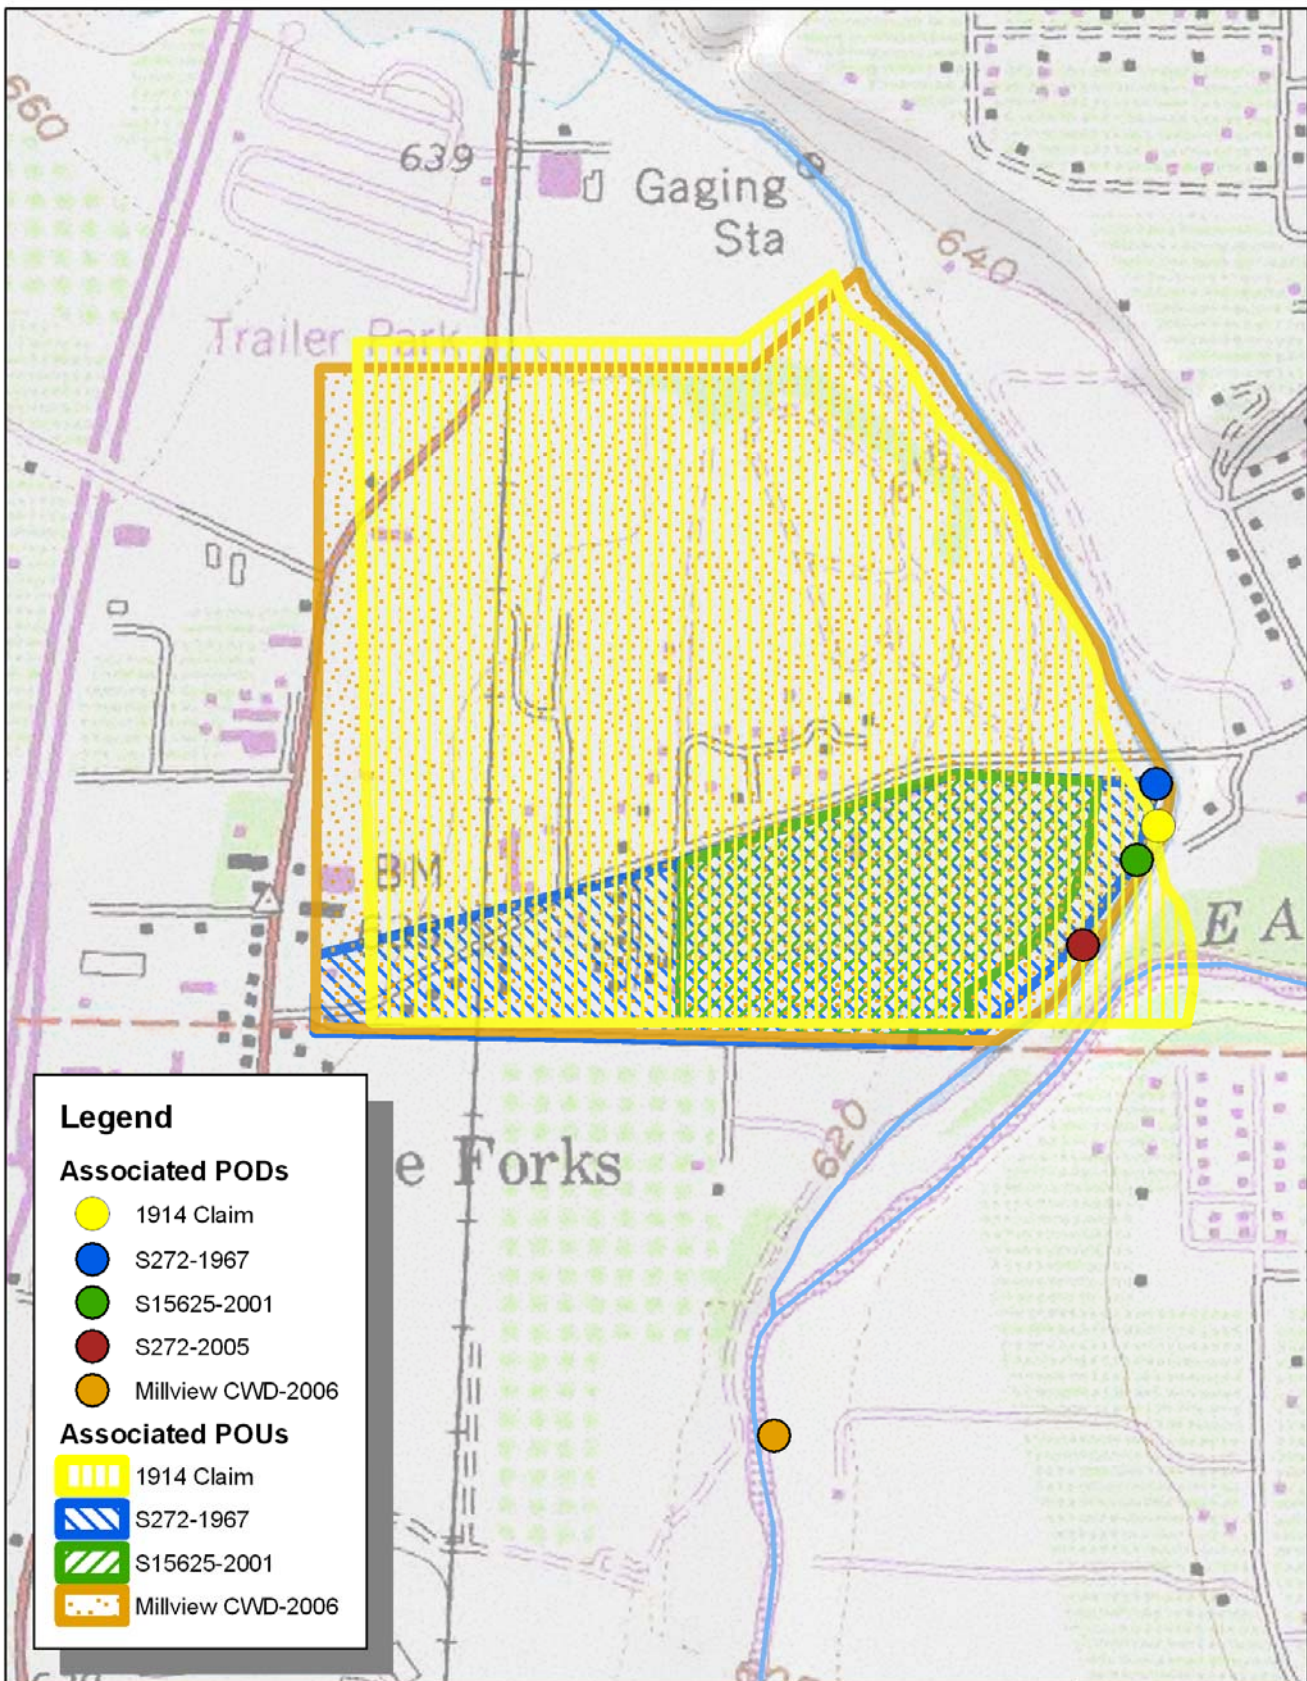 660
639
Gaging
Sta
640
Trailer Park
BM
E A
e Forks
620
Legend
Associated PODs
1914 Claim
S272-1967
S15625-2001
S272-2005
Millview CWD-2006
Associated POUs
1914 Claim
S272-1967
S15625-2001
Millview CWD-2006